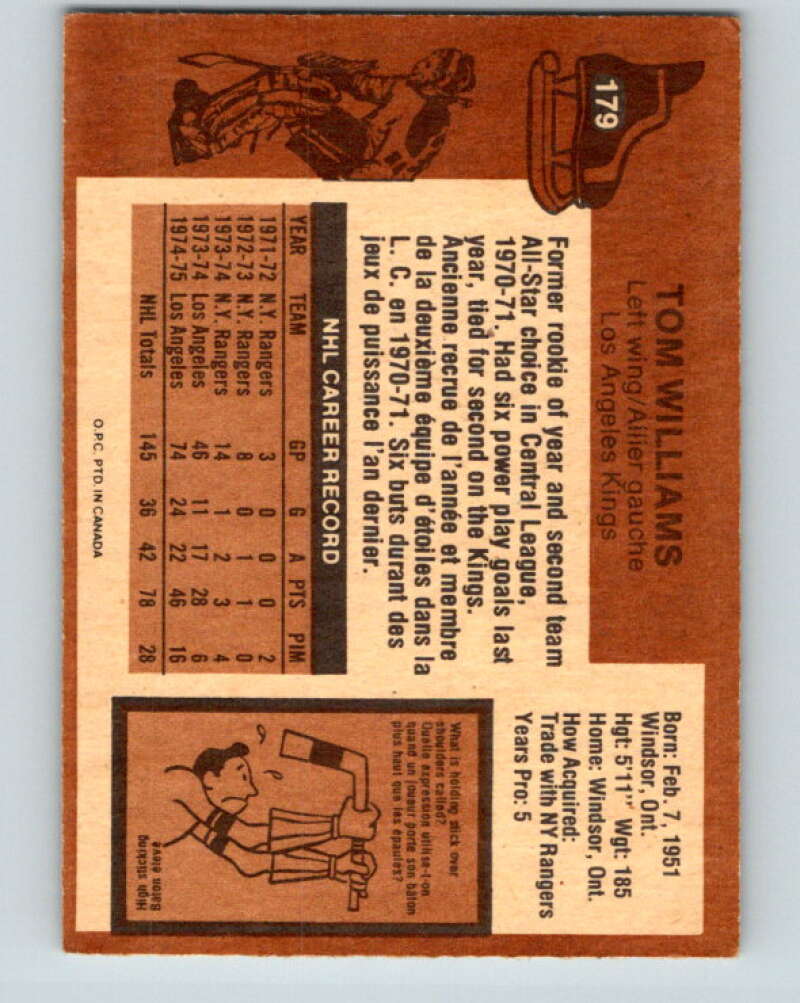 179
TOM WILLIAMS
Left wing/Ailier gauche
Los Angeles Kings
Former rookie of year and second team
All-Star choice in Central League,
1970-71. Had six power play goals last
year, tied for second on the Kings.
Ancienne recrue de l'année et membre
de la deuxième équipe d'étoiles dans la
L. C. en 1970-71. Six buts durant des
jeux de puissance l'an dernier.
NHL CAREER RECORD
YEAR TEAM GP G A PTS PIM
1971-72 N.Y. Rangers 3 0 0 0 2
1972-73 N.Y. Rangers 8 0 1 1 0
1973-74 N.Y. Rangers 14 1 2 3 4
1973-74 Los Angeles 46 11 17 28 6
1974-75 Los Angeles 74 24 22 46 16
NHL Totals 145 36 42 78 28
O.P.C. PTD. IN CANADA
Born: Feb. 7, 1951
Windsor, Ont.
Hgt: 5'11" Wgt: 185
Home: Windsor, Ont.
How Acquired:
Trade with NY Rangers
Years Pro: 5
What is holding stick over
shoulders called?
Quelle expression utilise-t-on
quand un joueur porte son bâton
plus haut que les épaules?
High sticking
Bâton élevé